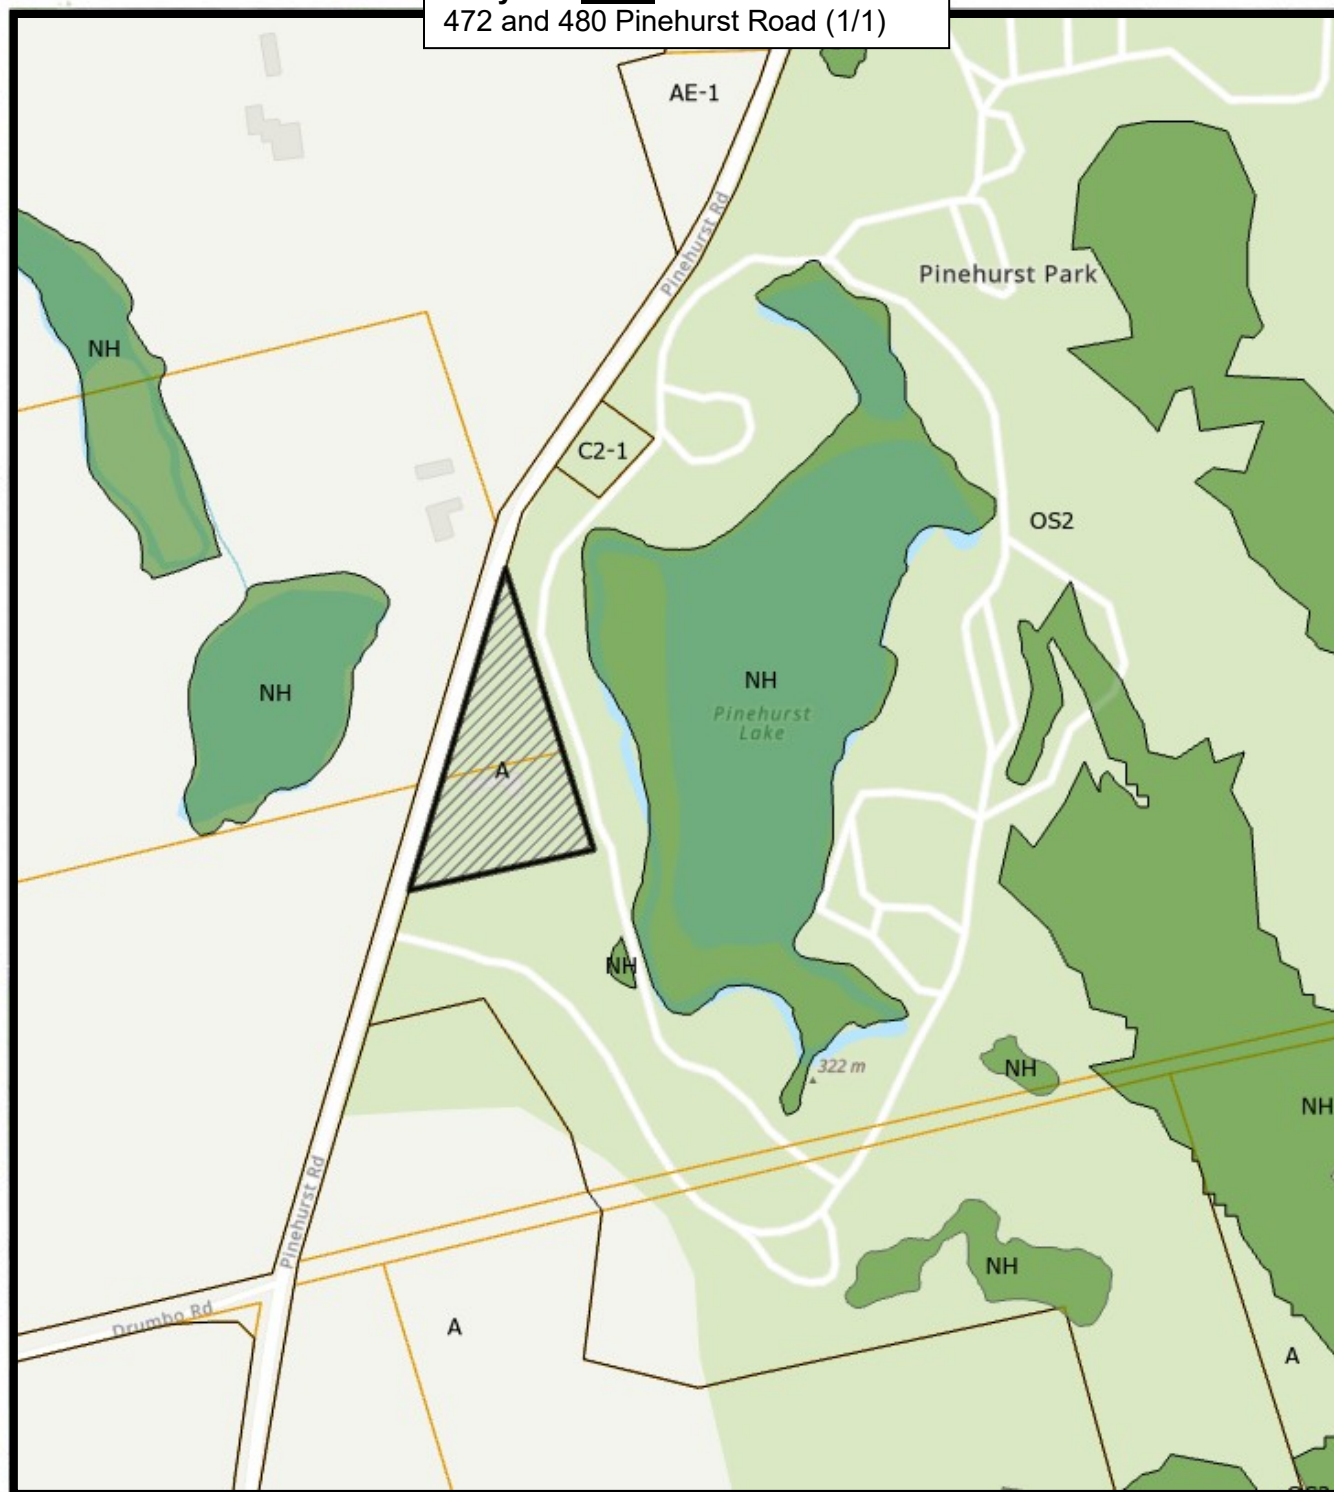 472 and 480 Pinehurst Road (1/1)
AE-1
Pinehurst Rd
Pinehurst Park
NH
C2-1
OS2
NH
NH
Pinehurst
Lake
A
NH
322 m
NH
NH
Pinehurst Rd
NH
Drumbo Rd
A
A